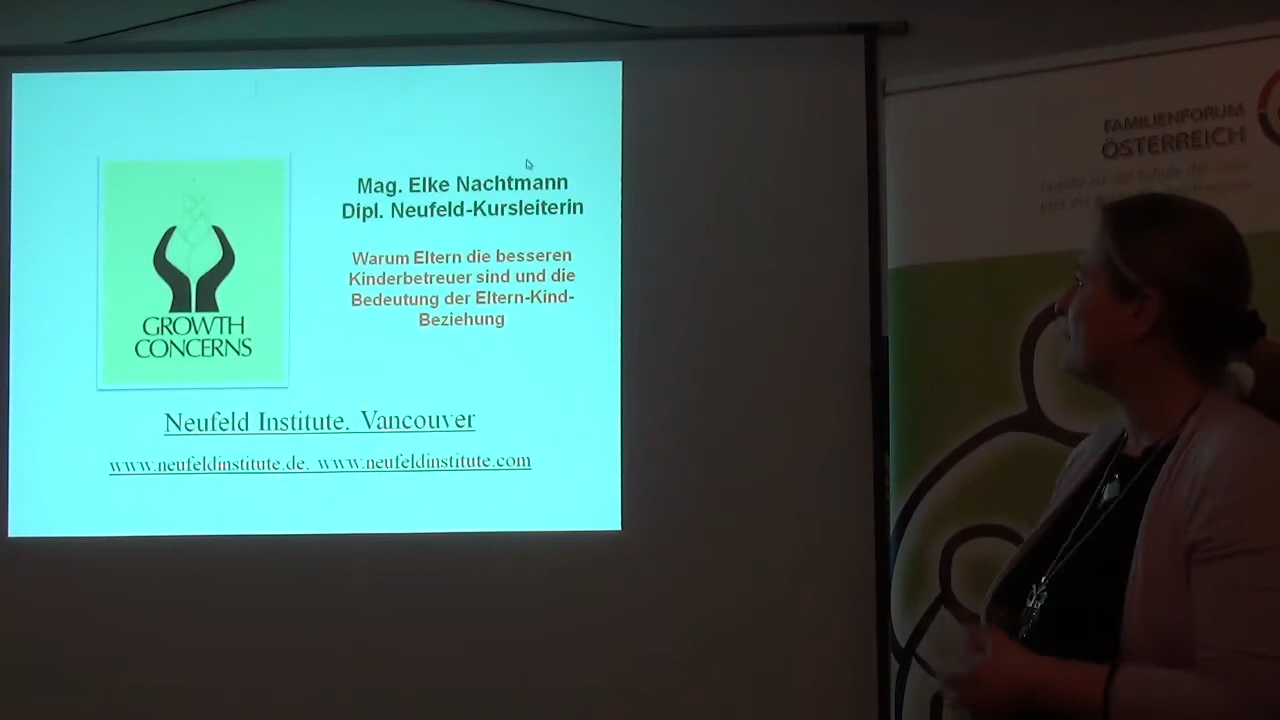 Mag. Elke Nachtmann
Dipl. Neufeld-Kursleiterin
Warum Eltern die besseren
Kinderbetreuer sind und die
Bedeutung der Eltern-Kind-
Beziehung
GROWTH
CONCERNS
Neufeld Institute. Vancouver
www.neufeldinstitute.de. www.neufeldinstitute.com
FAMILIENFORUM
ÖSTERREICH